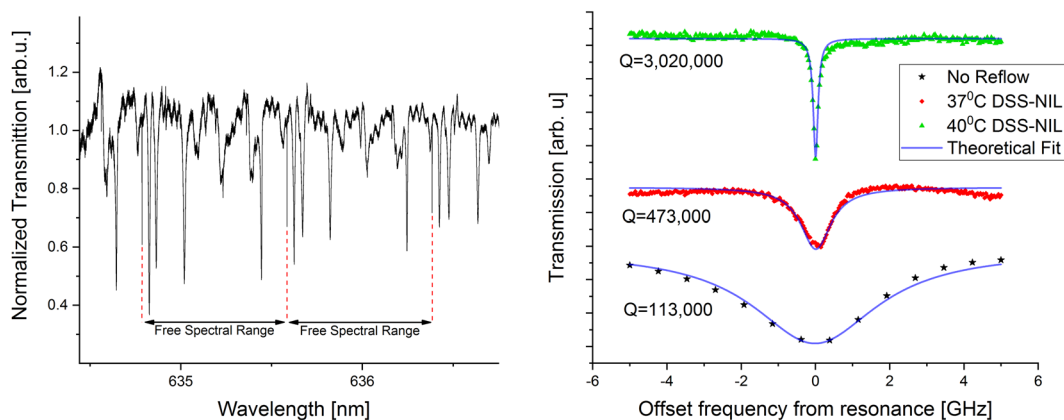 Normalized Transmittion [arb.u]
1.2
1.0
0.8
0.6
0.4
Free Spectral Range
Free Spectral Range
635
636
Wavelength [nm]
Transmission [arb. u]
Q=3,020,000
Q=473,000
Q=113,000
No Reflow
37⁰C DSS-NIL
40⁰C DSS-NIL
Theoretical Fit
-6
-4
-2
0
2
4
6
Offset frequency from resonance [GHz]